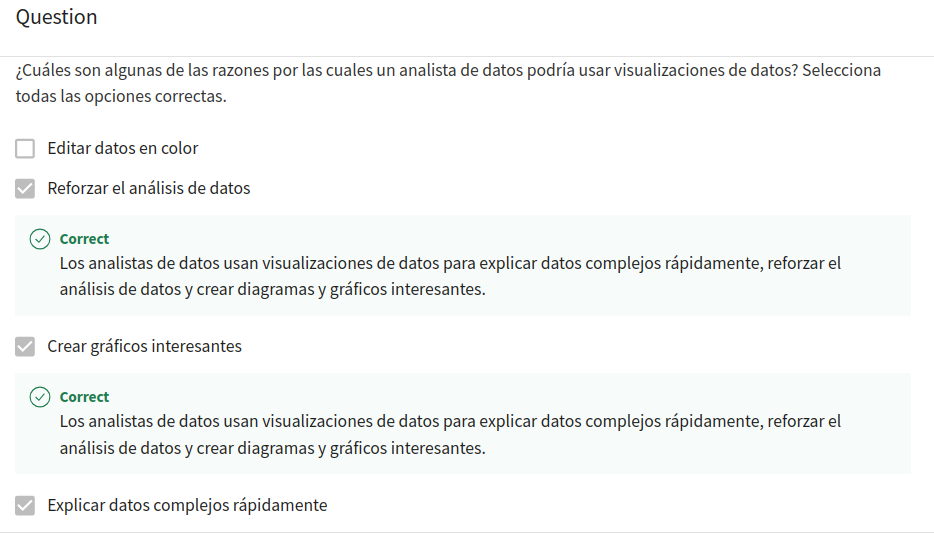 Question
¿Cuáles son algunas de las razones por las cuales un analista de datos podría usar visualizaciones de datos? Selecciona
todas las opciones correctas.
Editar datos en color
Reforzar el análisis de datos
Correct
Los analistas de datos usan visualizaciones de datos para explicar datos complejos rápidamente, reforzar el
análisis de datos y crear diagramas y gráficos interesantes.
Crear gráficos interesantes
Correct
Los analistas de datos usan visualizaciones de datos para explicar datos complejos rápidamente, reforzar el
análisis de datos y crear diagramas y gráficos interesantes.
Explicar datos complejos rápidamente